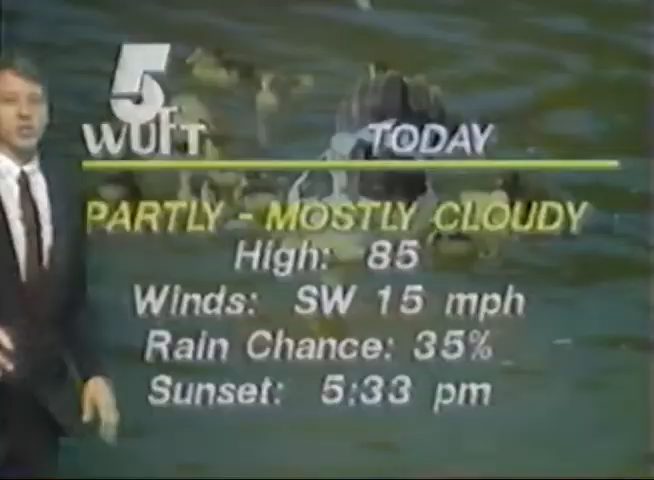 5
WUFT TODAY
PARTLY - MOSTLY CLOUDY
High: 85
Winds: SW 15 mph
Rain Chance: 35%
Sunset: 5:33 pm